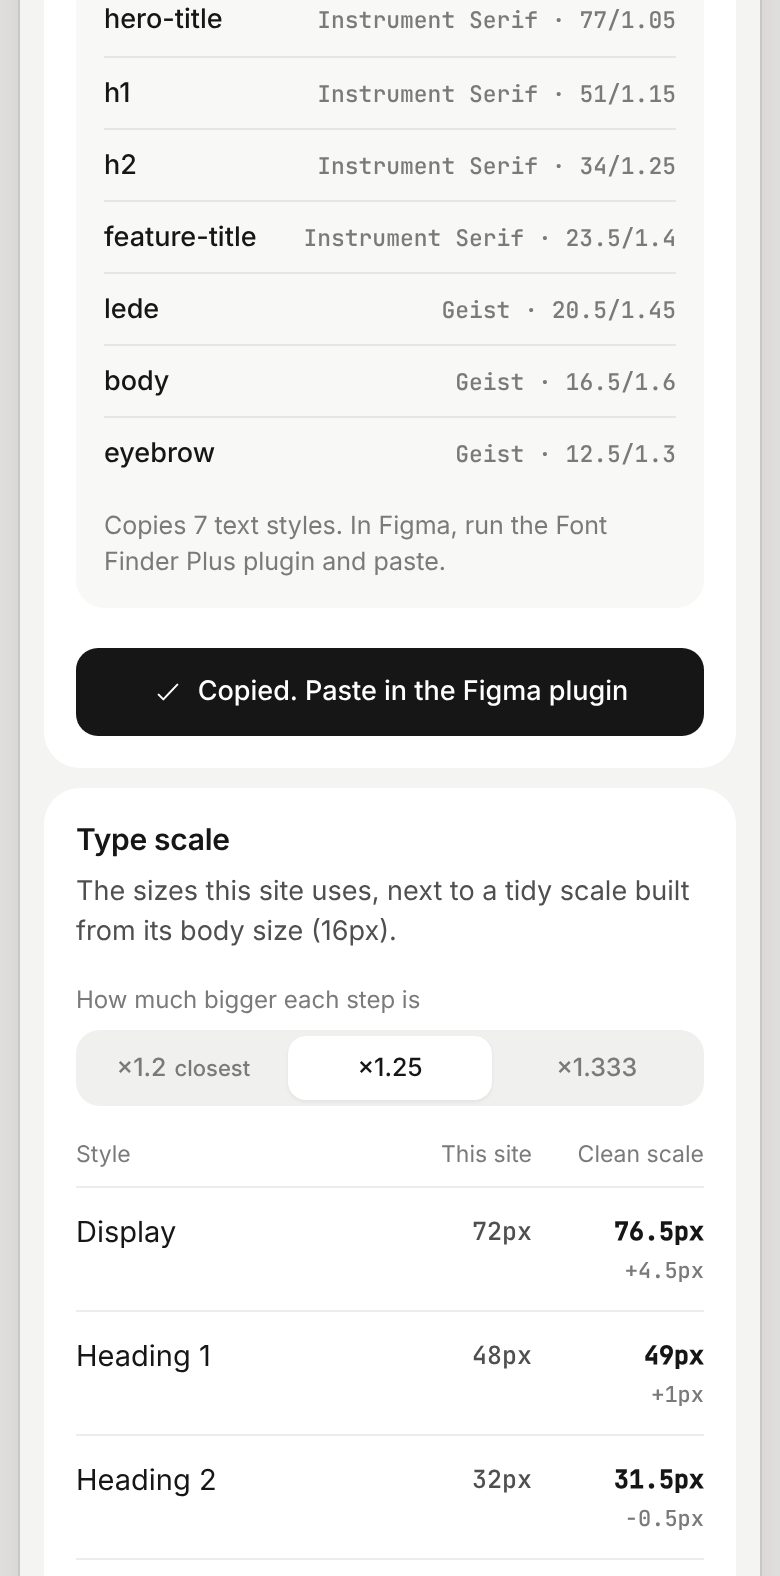 hero-title Instrument Serif · 77/1.05
h1 Instrument Serif · 51/1.15
h2 Instrument Serif · 34/1.25
feature-title Instrument Serif · 23.5/1.4
lede Geist · 20.5/1.45
body Geist · 16.5/1.6
eyebrow Geist · 12.5/1.3
Copies 7 text styles. In Figma, run the Font
Finder Plus plugin and paste.
✓ Copied. Paste in the Figma plugin
Type scale
The sizes this site uses, next to a tidy scale built
from its body size (16px).
How much bigger each step is
×1.2 closest ×1.25 ×1.333
Style This site Clean scale
Display 72px 76.5px
+4.5px
Heading 1 48px 49px
+1px
Heading 2 32px 31.5px
-0.5px